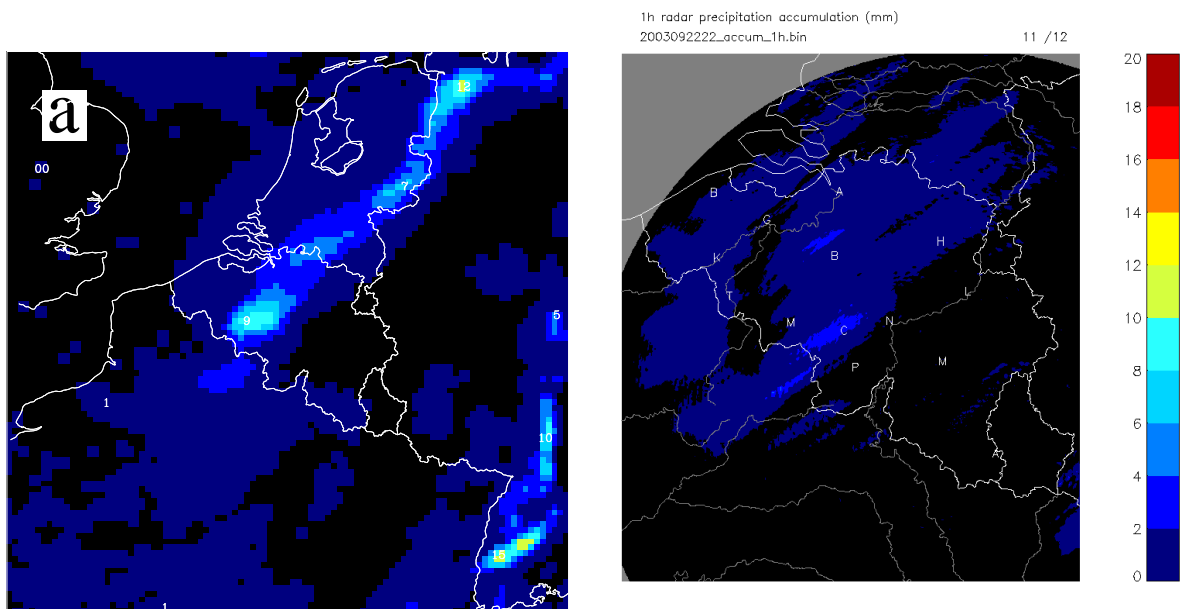 a
00
12
7
2
9
5
1
10
15
1
1h radar precipitation accumulation (mm)
2003092222_accum_1h.bin 11 /12
B
A
G
H
B
K
T
L
M
C
N
P
M
A
20
18
16
14
12
10
8
6
4
2
0